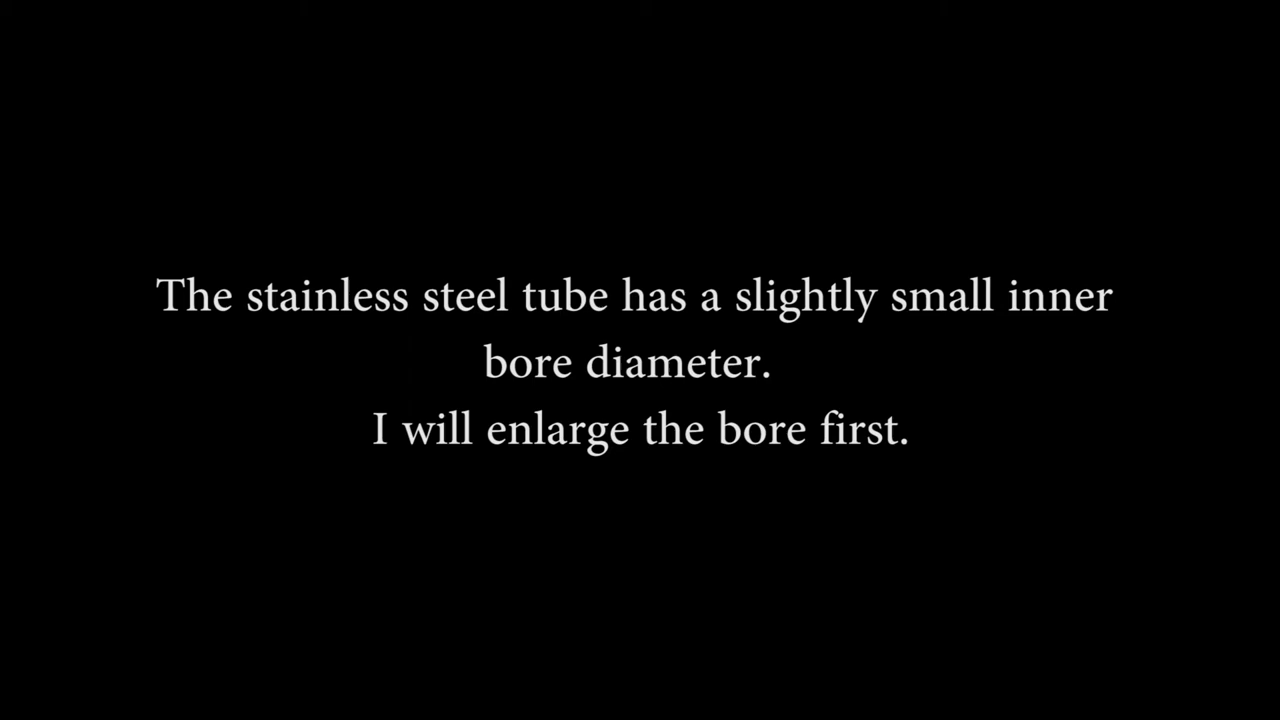 The stainless steel tube has a slightly small inner
bore diameter.
I will enlarge the bore first.